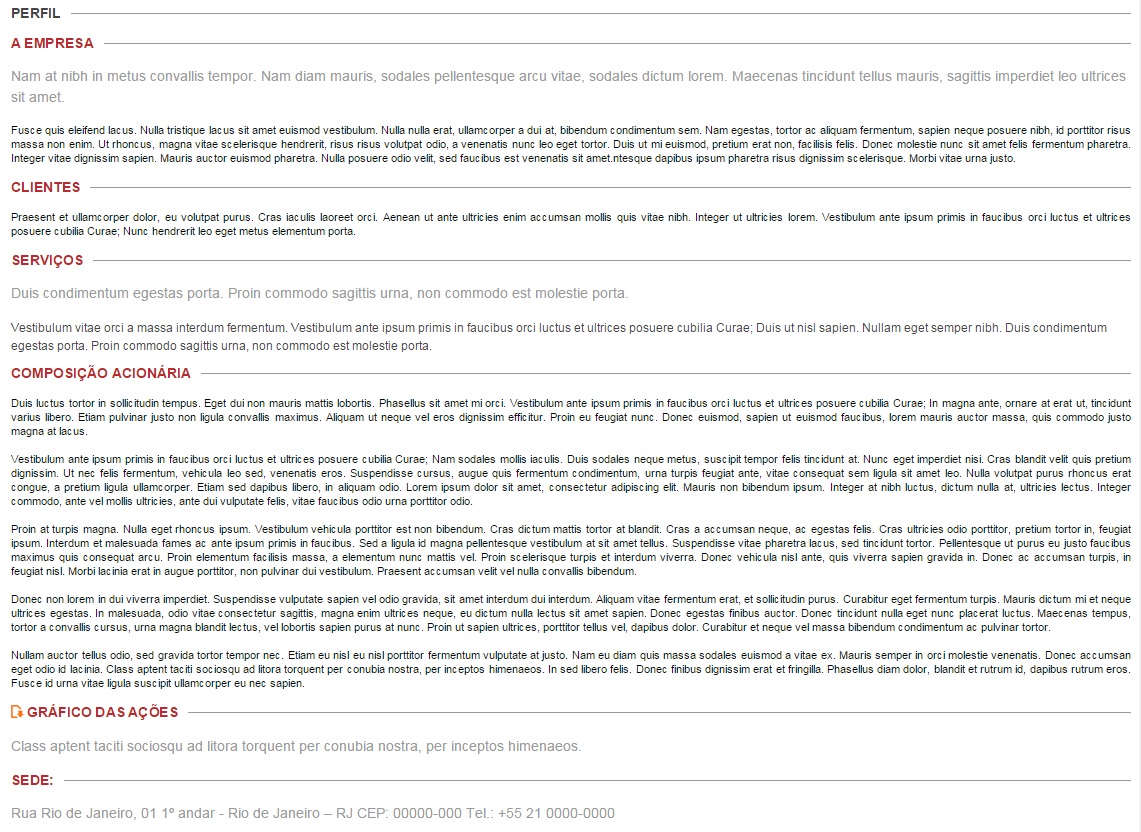 PERFIL
A EMPRESA
Nam at nibh in metus convallis tempor. Nam diam mauris, sodales pellentesque arcu vitae, sodales dictum lorem. Maecenas tincidunt tellus mauris, sagittis imperdiet leo ultrices
sit amet.
Fusce quis eleifend lacus. Nulla tristique lacus sit amet euismod vestibulum. Nulla nulla erat, ullamcorper a dui at, bibendum condimentum sem. Nam egestas, tortor ac aliquam fermentum, sapien neque posuere nibh, id porttitor risus
massa non enim. Ut rhoncus, magna vitae scelerisque hendrerit, risus risus volutpat odio, a venenatis nunc leo eget tortor. Duis ut mi euismod, pretium erat non, facilisis felis. Donec molestie nunc sit amet felis fermentum pharetra.
Integer vitae dignissim sapien. Mauris auctor euismod pharetra. Nulla posuere odio velit, sed faucibus est venenatis sit amet.ntesque dapibus ipsum pharetra risus dignissim scelerisque. Morbi vitae urna justo.
CLIENTES
Praesent et ullamcorper dolor, eu volutpat purus. Cras iaculis laoreet orci. Aenean ut ante ultricies enim accumsan mollis quis vitae nibh. Integer ut ultricies lorem. Vestibulum ante ipsum primis in faucibus orci luctus et ultrices
posuere cubilia Curae; Nunc hendrerit leo eget metus elementum porta.
SERVIÇOS
Duis condimentum egestas porta. Proin commodo sagittis urna, non commodo est molestie porta.
Vestibulum vitae orci a massa interdum fermentum. Vestibulum ante ipsum primis in faucibus orci luctus et ultrices posuere cubilia Curae; Duis ut nisl sapien. Nullam eget semper nibh. Duis condimentum
egestas porta. Proin commodo sagittis urna, non commodo est molestie porta.
COMPOSIÇÃO ACIONÁRIA
Duis luctus tortor in sollicitudin tempus. Eget dui non mauris mattis lobortis. Phasellus sit amet mi orci. Vestibulum ante ipsum primis in faucibus orci luctus et ultrices posuere cubilia Curae; In magna ante, ornare at erat ut, tincidunt
varius libero. Etiam pulvinar justo non ligula convallis maximus. Aliquam ut neque vel eros dignissim efficitur. Proin eu feugiat nunc. Donec euismod, sapien ut euismod faucibus, lorem mauris auctor massa, quis commodo justo
magna at lacus.
Vestibulum ante ipsum primis in faucibus orci luctus et ultrices posuere cubilia Curae; Nam sodales mollis iaculis. Duis sodales neque metus, suscipit tempor felis tincidunt at. Nunc eget imperdiet nisi. Cras blandit velit quis pretium
dignissim. Ut nec felis fermentum, vehicula leo sed, venenatis eros. Suspendisse cursus, augue quis fermentum condimentum, urna turpis feugiat ante, vitae consequat sem ligula sit amet leo. Nulla volutpat purus rhoncus erat
congue, a pretium ligula ullamcorper. Etiam sed dapibus libero, in aliquam odio. Lorem ipsum dolor sit amet, consectetur adipiscing elit. Mauris non bibendum ipsum. Integer at nibh luctus, dictum nulla at, ultricies lectus. Integer
commodo, ante vel mollis ultricies, ante dui vulputate felis, vitae faucibus odio urna porttitor odio.
Proin at turpis magna. Nulla eget rhoncus ipsum. Vestibulum vehicula porttitor est non bibendum. Cras dictum mattis tortor at blandit. Cras a accumsan neque, ac egestas felis. Cras ultricies odio porttitor, pretium tortor in, feugiat
ipsum. Interdum et malesuada fames ac ante ipsum primis in faucibus. Sed a ligula id magna pellentesque vestibulum at sit amet tellus. Suspendisse vitae pharetra lacus, sed tincidunt tortor. Pellentesque ut purus eu justo faucibus
maximus quis consequat arcu. Proin elementum facilisis massa, a elementum nunc mattis vel. Proin scelerisque turpis et interdum viverra. Donec vehicula nisl ante, quis viverra sapien gravida in. Donec ac accumsan turpis, in
feugiat nisl. Morbi lacinia erat in augue porttitor, non pulvinar dui vestibulum. Praesent accumsan velit vel nulla convallis bibendum.
Donec non lorem in dui viverra imperdiet. Suspendisse vulputate sapien vel odio gravida, sit amet interdum dui interdum. Aliquam vitae fermentum erat, et sollicitudin purus. Curabitur eget fermentum turpis. Mauris dictum mi et neque
ultrices egestas. In malesuada, odio vitae consectetur sagittis, magna enim ultrices neque, eu dictum nulla lectus sit amet sapien. Donec egestas finibus auctor. Donec tincidunt nulla eget nunc placerat luctus. Maecenas tempus,
tortor a convallis cursus, urna magna blandit lectus, vel lobortis sapien purus at nunc. Proin ut sapien ultrices, porttitor tellus vel, dapibus dolor. Curabitur et neque vel massa bibendum condimentum ac pulvinar tortor.
Nullam auctor tellus odio, sed gravida tortor tempor nec. Etiam eu nisl eu nisl porttitor fermentum vulputate at justo. Nam eu diam quis massa sodales euismod a vitae ex. Mauris semper in orci molestie venenatis. Donec accumsan
eget odio id lacinia. Class aptent taciti sociosqu ad litora torquent per conubia nostra, per inceptos himenaeos. In sed libero felis. Donec finibus dignissim erat et fringilla. Phasellus diam dolor, blandit et rutrum id, dapibus rutrum eros.
Fusce id urna vitae ligula suscipit ullamcorper eu nec sapien.
GRÁFICO DAS AÇÕES
Class aptent taciti sociosqu ad litora torquent per conubia nostra, per inceptos himenaeos.
SEDE:
Rua Rio de Janeiro, 01 1º andar - Rio de Janeiro – RJ CEP: 00000-000 Tel.: +55 21 0000-0000